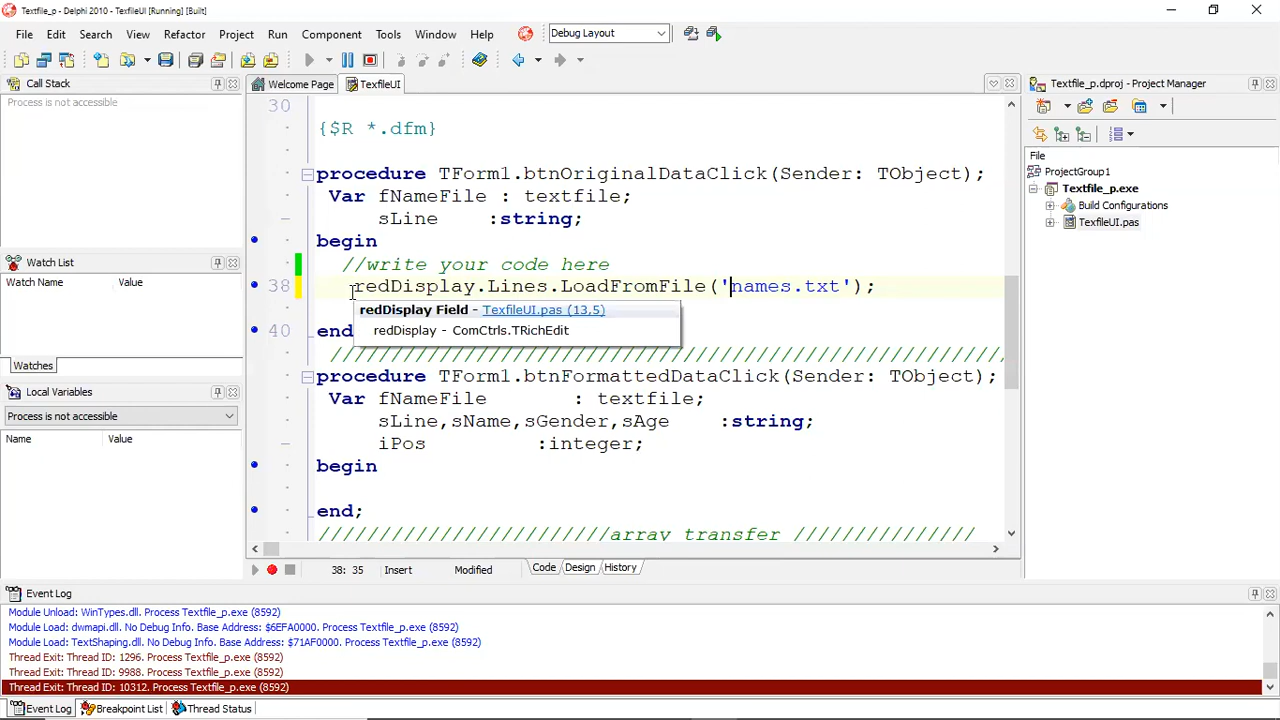 Textfile_p - Delphi 2010 - TexfileUI [Running] [Built]
File Edit Search View Refactor Project Run Component Tools Window Help Debug Layout
Call Stack
Process is not accessible
Watch List
Watch Name Value
Watches
Local Variables
Process is not accessible
Name Value
Welcome Page TexfileUI
30
{$R *.dfm}
procedure TForm1.btnOriginalDataClick(Sender: TObject);
Var fNameFile : textfile;
sLine :string;
begin
//write your code here
38 redDisplay.Lines.LoadFromFile('names.txt');
redDisplay Field - TexfileUI.pas (13,5)
redDisplay - ComCtrls.TRichEdit
40 end
////////////////////////////////////////////////////////
procedure TForm1.btnFormattedDataClick(Sender: TObject);
Var fNameFile : textfile;
sLine,sName,sGender,sAge :string;
iPos :integer;
begin
end;
////////////////////////array transfer ///////////////
38: 35 Insert Modified Code Design History
Textfile_p.dproj - Project Manager
File
ProjectGroup1
Textfile_p.exe
Build Configurations
TexfileUI.pas
Event Log
Module Unload: WinTypes.dll. Process Textfile_p.exe (8592)
Module Load: dwmapi.dll. No Debug Info. Base Address: $6EFA0000. Process Textfile_p.exe (8592)
Module Load: TextShaping.dll. No Debug Info. Base Address: $71AF0000. Process Textfile_p.exe (8592)
Thread Exit: Thread ID: 1296. Process Textfile_p.exe (8592)
Thread Exit: Thread ID: 9988. Process Textfile_p.exe (8592)
Thread Exit: Thread ID: 10312. Process Textfile_p.exe (8592)
Event Log Breakpoint List Thread Status